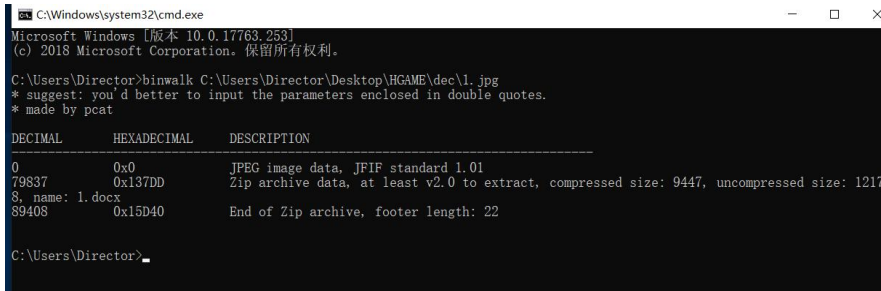 C:\Windows\system32\cmd.exe
Microsoft Windows [版本 10.0.17763.253]
(c) 2018 Microsoft Corporation。保留所有权利。
C:\Users\Director>binwalk C:\Users\Director\Desktop\HGAME\dec\1.jpg
* suggest: you'd better to input the parameters enclosed in double quotes.
* made by pcat
DECIMAL HEXADECIMAL DESCRIPTION
--------------------------------------------------------------------------------
0 0x0 JPEG image data, JFIF standard 1.01
79837 0x137DD Zip archive data, at least v2.0 to extract, compressed size: 9447, uncompressed size: 1217
8, name: 1.docx
89408 0x15D40 End of Zip archive, footer length: 22
C:\Users\Director>